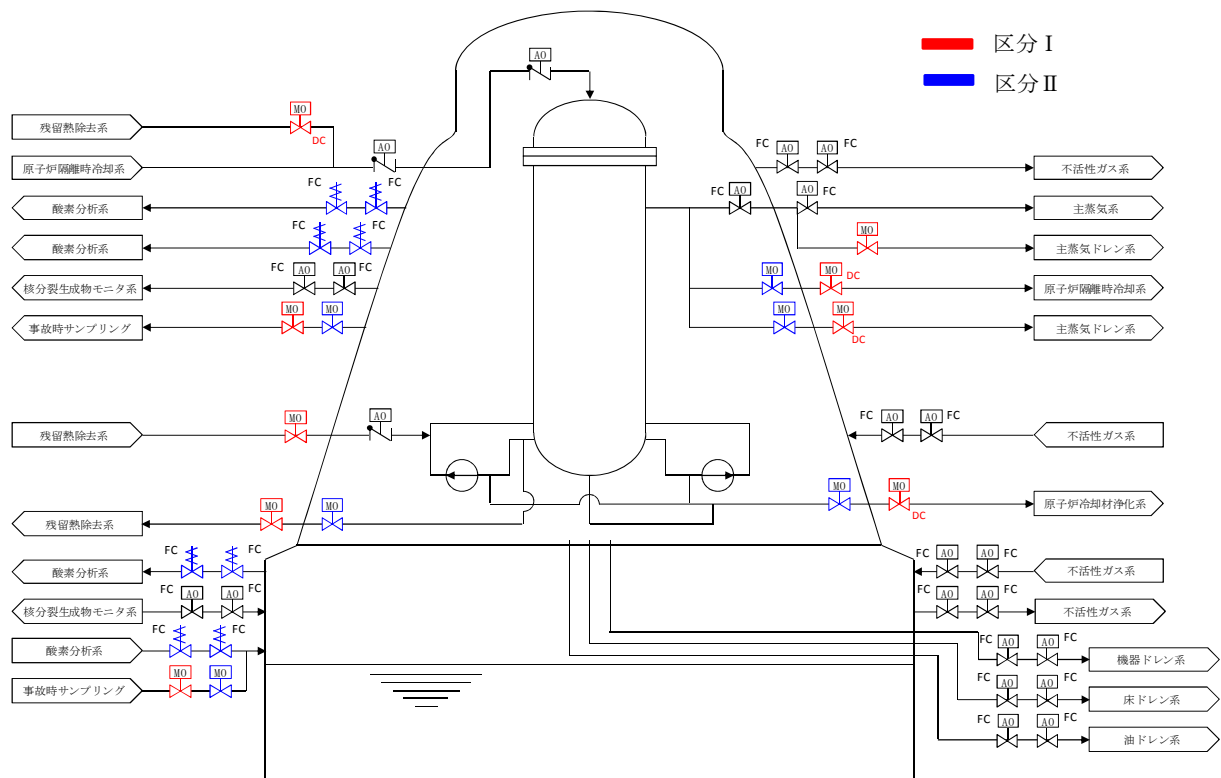 区分Ⅰ
区分Ⅱ
AO
MO
DC
残留熱除去系
AO
原子炉隔離時冷却系
FC
FC
酸素分析系
FC
FC
酸素分析系
FC
AO
AO
FC
核分裂生成物モニタ系
MO
MO
事故時サンプリング
MO
AO
残留熱除去系
MO
MO
残留熱除去系
FC
FC
酸素分析系
AO
AO
FC
FC
核分裂生成物モニタ系
FC
FC
酸素分析系
MO
MO
事故時サンプリング
FC
AO
AO
FC
不活性ガス系
FC
AO
AO
FC
主蒸気系
MO
主蒸気ドレン系
MO
MO
DC
原子炉隔離時冷却系
MO
MO
DC
主蒸気ドレン系
FC
AO
AO
FC
不活性ガス系
MO
MO
DC
原子炉冷却材浄化系
FC
AO
AO
FC
不活性ガス系
FC
AO
AO
FC
不活性ガス系
FC
AO
AO
FC
機器ドレン系
FC
AO
AO
FC
床ドレン系
FC
AO
AO
FC
油ドレン系